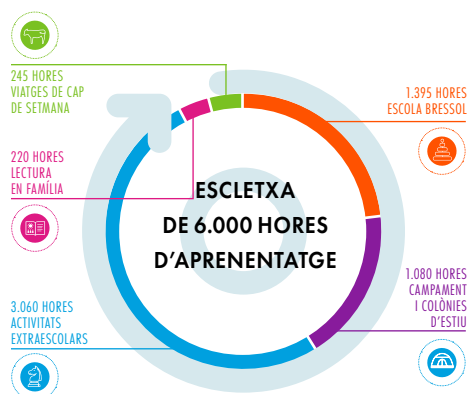 245 HORES
VIATGES DE CAP
DE SETMANA
1.395 HORES
ESCOLA BRESSOL
220 HORES
LECTURA
EN FAMÍLIA
ESCLETXA
DE 6.000 HORES
D'APRENENTATGE
1.080 HORES
CAMPAMENT
I COLÒNIES
D'ESTIU
3.060 HORES
ACTIVITATS
EXTRAESCOLARS